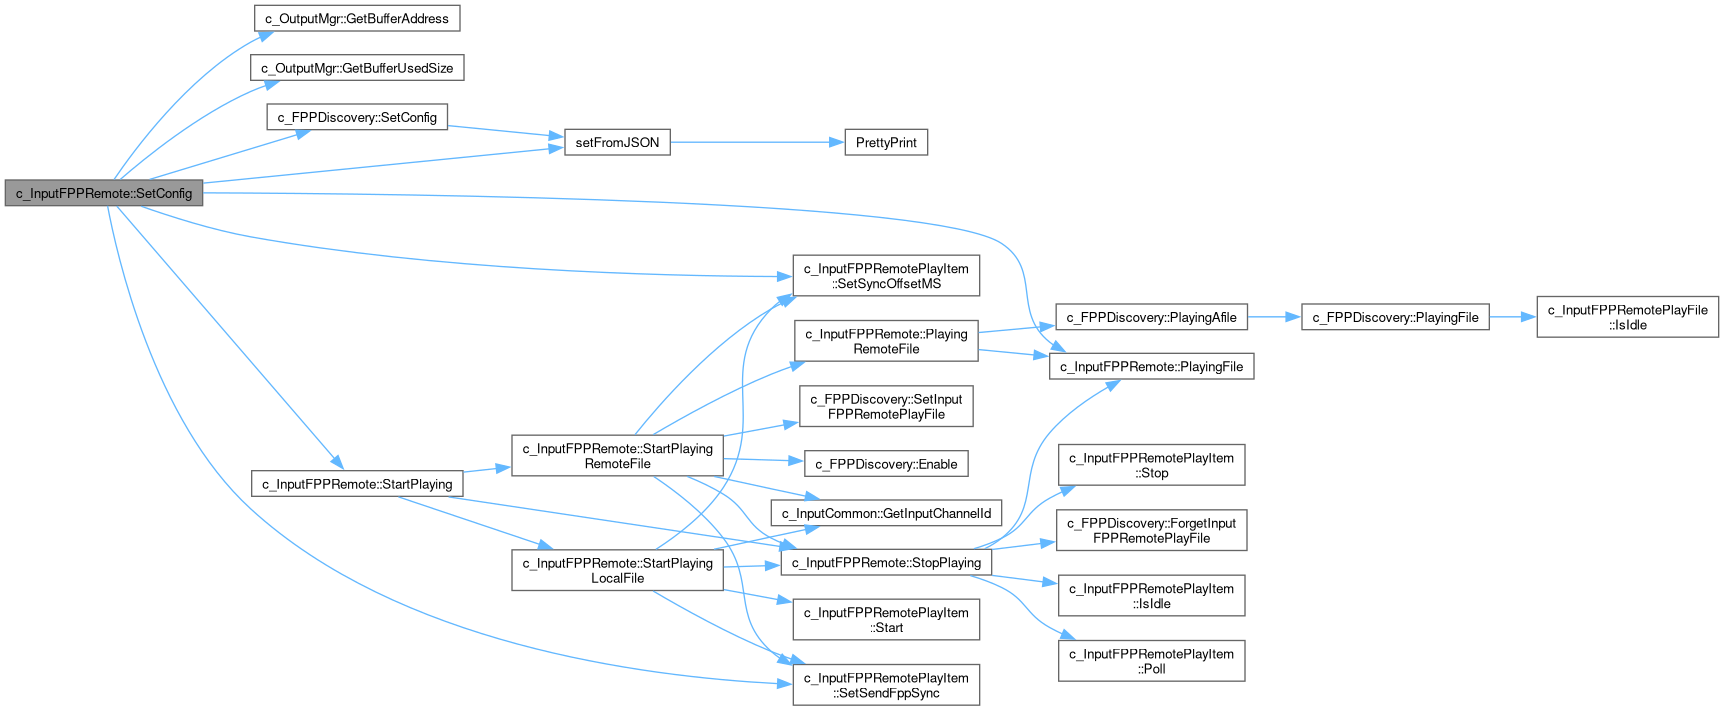 c_OutputMgr::GetBufferAddress
c_OutputMgr::GetBufferUsedSize
c_FPPDiscovery::SetConfig
setFromJSON
PrettyPrint
c_InputFPPRemote::SetConfig
c_InputFPPRemotePlayItem
::SetSyncOffsetMS
c_InputFPPRemote::Playing
RemoteFile
c_FPPDiscovery::PlayingAfile
c_FPPDiscovery::PlayingFile
c_InputFPPRemotePlayFile
::IsIdle
c_InputFPPRemote::PlayingFile
c_FPPDiscovery::SetInput
FPPRemotePlayFile
c_InputFPPRemote::StartPlaying
RemoteFile
c_FPPDiscovery::Enable
c_InputFPPRemotePlayItem
::Stop
c_InputFPPRemote::StartPlaying
c_InputCommon::GetInputChannelId
c_FPPDiscovery::ForgetInput
FPPRemotePlayFile
c_InputFPPRemote::StartPlaying
LocalFile
c_InputFPPRemote::StopPlaying
c_InputFPPRemotePlayItem
::IsIdle
c_InputFPPRemotePlayItem
::Start
c_InputFPPRemotePlayItem
::Poll
c_InputFPPRemotePlayItem
::SetSendFppSync